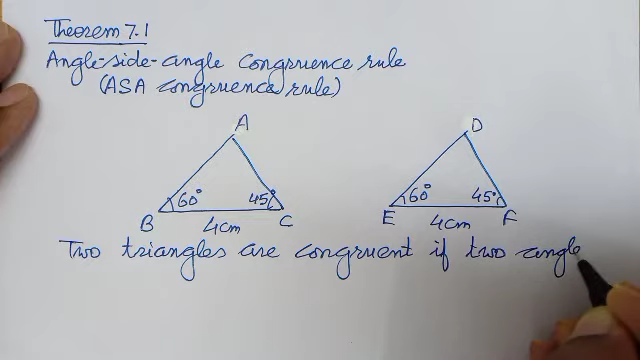 Theorem 7.1
Angle-side-angle congruence rule
(ASA congruence rule)
A D
60° 45° 60° 45°
B 4cm C E 4cm F
Two triangles are congruent if two angle